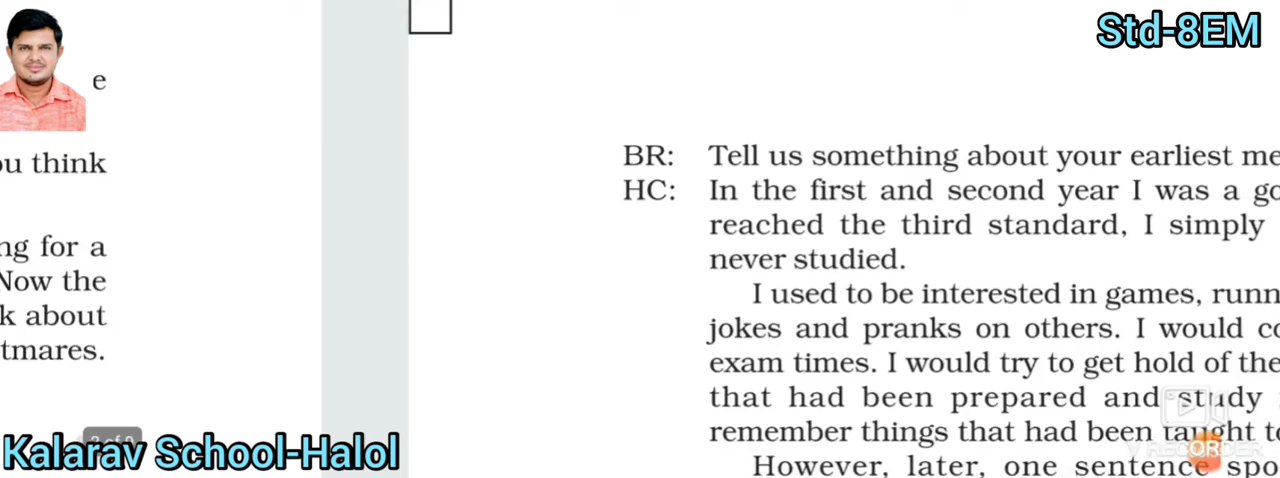 Std-8EM
e
ou think
ng for a
Now the
k about
tmares.
BR: Tell us something about your earliest me
HC: In the first and second year I was a go
reached the third standard, I simply
never studied.
I used to be interested in games, runn
jokes and pranks on others. I would co
exam times. I would try to get hold of the
that had been prepared and study
remember things that had been taught to
However, later, one sentence spo
Kalarav School-Halol
RECORDER